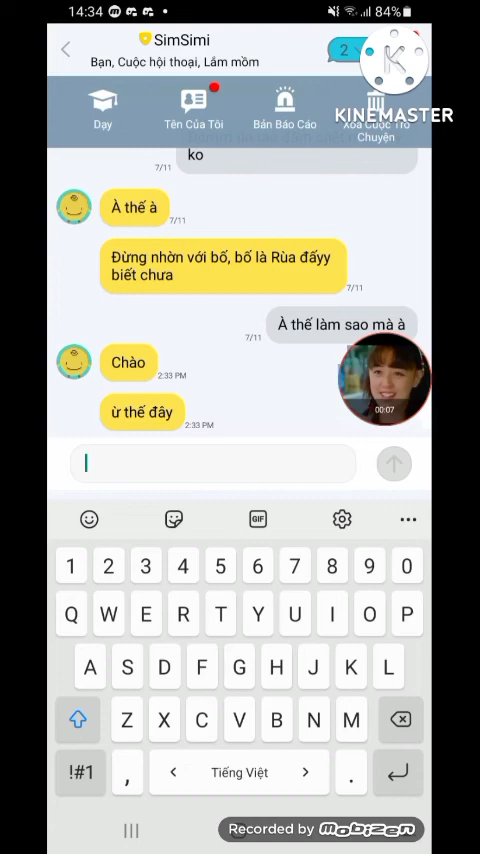 14:34
84%
SimSimi
Bạn, Cuộc hội thoại, Lắm mồm
2
KINEMASTER
Dạy
Tên Của Tôi
Bản Báo Cáo
Xóa Cuộc Trò
Chuyện
ko
7/11
À thế à
7/11
Đừng nhờn với bố, bố là Rùa đấyy
biết chưa
7/11
À thế làm sao mà à
7/11
Chào
2:33 PM
00:07
ừ thế đây
2:33 PM
GIF
1 2 3 4 5 6 7 8 9 0
Q W E R T Y U I O P
A S D F G H J K L
Z X C V B N M
!#1 , < Tiếng Việt > .
Recorded by MOBIZEN